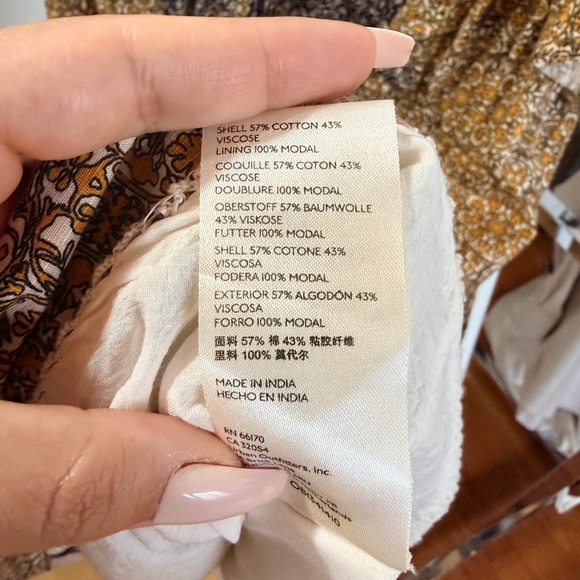 SHELL 57% COTTON 43%
VISCOSE
LINING 100% MODAL
COQUILLE 57% COTON 43%
VISCOSE
DOUBLURE 100% MODAL
OBERSTOFF 57% BAUMWOLLE
43% VISKOSE
FUTTER 100% MODAL
SHELL 57% COTONE 43%
VISCOSA
FODERA 100% MODAL
EXTERIOR 57% ALGODÓN 43%
VISCOSA
FORRO 100% MODAL
面料 57% 棉 43% 粘胶纤维
里料 100% 莫代尔
MADE IN INDIA
HECHO EN INDIA
RN 66170
CA 32054
Urban Outfitters, Inc.